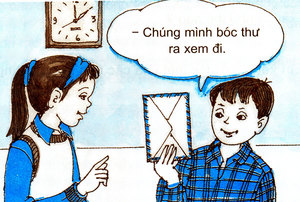 – Chúng mình bóc thư
ra xem đi.